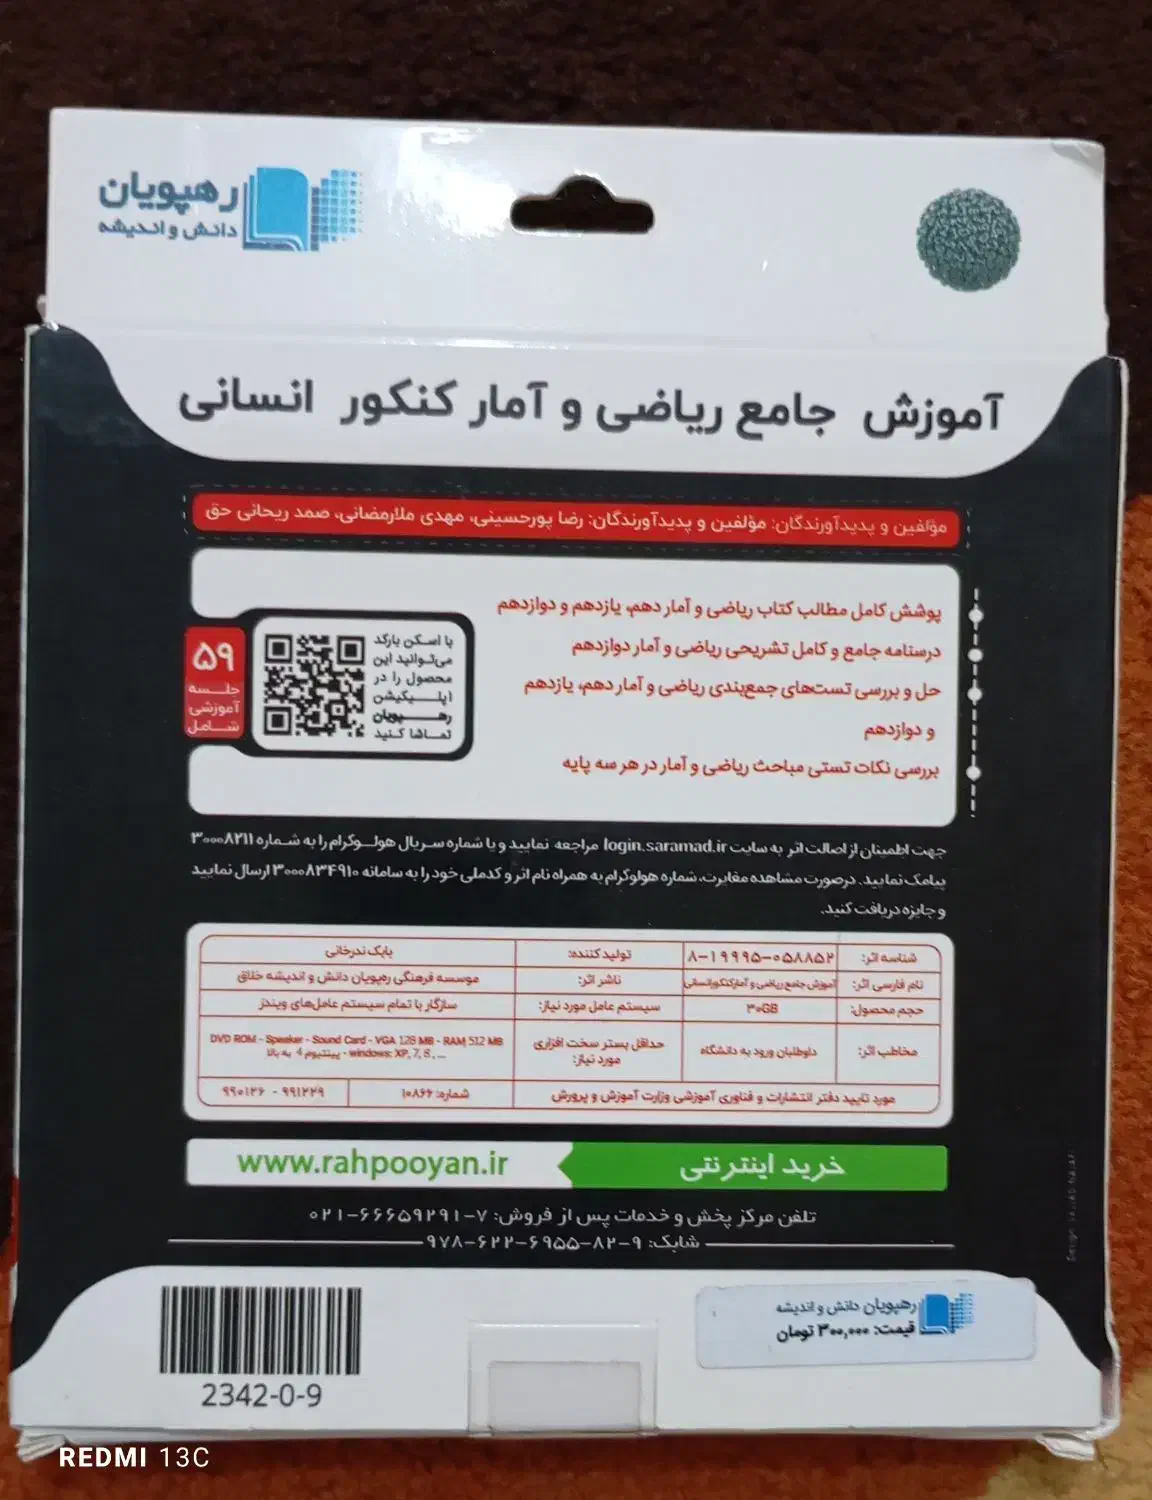 رهپویان
دانش و اندیشه
آموزش جامع ریاضی و آمار کنکور انسانی
مؤلفین و پدیدآورندگان: مؤلفین و پدیدآورندگان: رضا پورحسینی، مهدی ملارمضانی، صمد ریحانی حق
پوشش کامل مطالب کتاب ریاضی و آمار دهم، یازدهم و دوازدهم
درسنامه جامع و کامل تشریحی ریاضی و آمار دوازدهم
حل و بررسی تست‌های جمع‌بندی ریاضی و آمار دهم، یازدهم
و دوازدهم
بررسی نکات تستی مباحث ریاضی و آمار در هر سه پایه
با اسکن بارکد
می‌توانید این
محصول را در
اپلیکیشن
رهپویان
تماشا کنید
۵۹
جلسه
آموزشی
شامل
جهت اطمینان از اصالت اثر به سایت login.saramad.ir مراجعه نمایید و یا شماره سریال هولوگرام را به شماره ۳۰۰۰۸۲۱۱
پیامک نمایید. درصورت مشاهده مغایرت، شماره هولوگرام به همراه نام اثر و کدملی خود را به سامانه ۳۰۰۰۸۳۴۹۱۰ ارسال نمایید
و جایزه دریافت کنید.
شناسه اثر: ۸-۱۹۹۹۵-۰۵۸۸۵۲ تولید کننده: بابک ندرخانی
نام فارسی اثر: آموزش جامع ریاضی و آمارکنکورانسانی ناشر اثر: موسسه فرهنگی رهپویان دانش و اندیشه خلاق
حجم محصول: ۳۰GB سیستم عامل مورد نیاز: سازگار با تمام سیستم عامل‌های ویندز
مخاطب اثر: داوطلبان ورود به دانشگاه حداقل بستر سخت افزاری مورد نیاز: DVD ROM - Speaker - Sound Card - VGA 128 MB - RAM 512 MB
windows: XP, 7, 8 , ... - پینتیوم 4 به بالا
مورد تایید دفتر انتشارات و فناوری آموزشی وزارت آموزش و پرورش شماره: ۱۰۸۶۶ ۹۹۱۲۲۹ - ۹۹۰۱۲۶
خرید اینترنتی www.rahpooyan.ir
تلفن مرکز پخش و خدمات پس از فروش: ۷-۰۲۱-۶۶۶۵۹۲۹۱
شابک: ۹-۸۲-۶۹۵۵-۶۲۲-۹۷۸
رهپویان دانش و اندیشه
قیمت: ۳۰۰,۰۰۰ تومان
2342-0-9
REDMI 13C